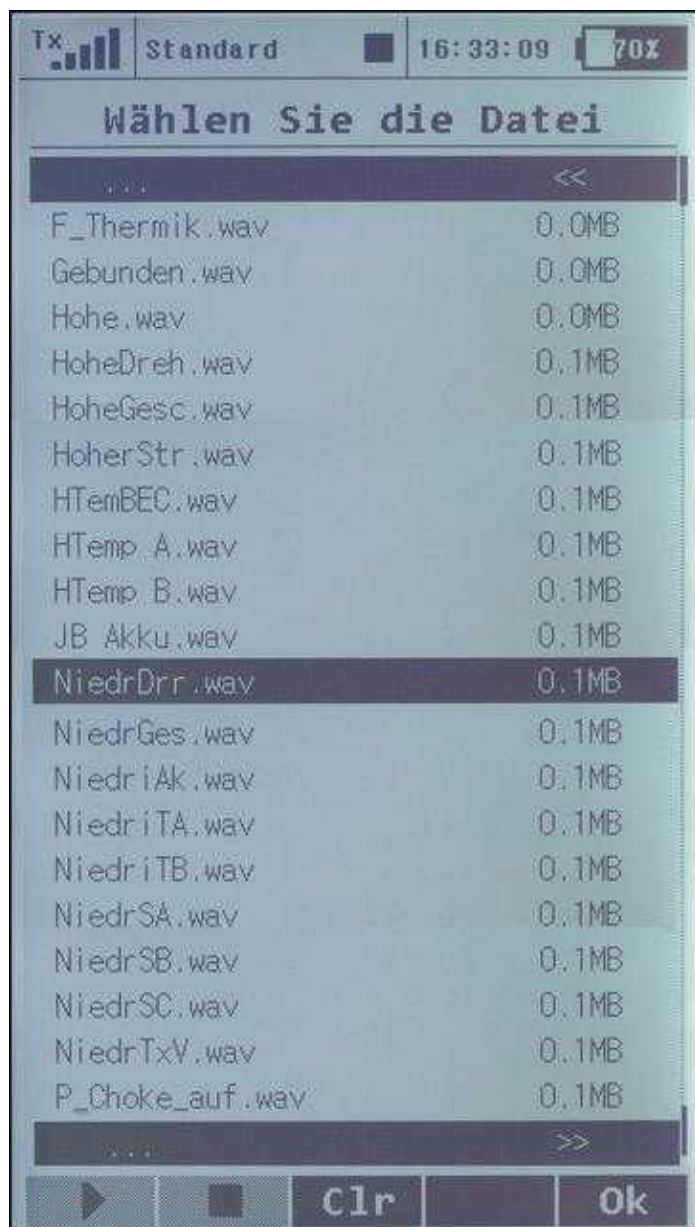 Tx Standard 16:33:09 70%
Wählen Sie die Datei
... <<
F_Thermik.wav 0.0MB
Gebunden.wav 0.0MB
Hohe.wav 0.0MB
HoheDreh.wav 0.1MB
HoheGesc.wav 0.1MB
HoherStr.wav 0.1MB
HTemBEC.wav 0.1MB
HTemp A.wav 0.1MB
HTemp B.wav 0.1MB
JB Akku.wav 0.1MB
NiedrDrr.wav 0.1MB
NiedrGes.wav 0.1MB
NiedriAk.wav 0.1MB
NiedriTA.wav 0.1MB
NiedriTB.wav 0.1MB
NiedrSA.wav 0.1MB
NiedrSB.wav 0.1MB
NiedrSC.wav 0.1MB
NiedrTxV.wav 0.1MB
P_Choke_auf.wav 0.1MB
... >>
Clr Ok